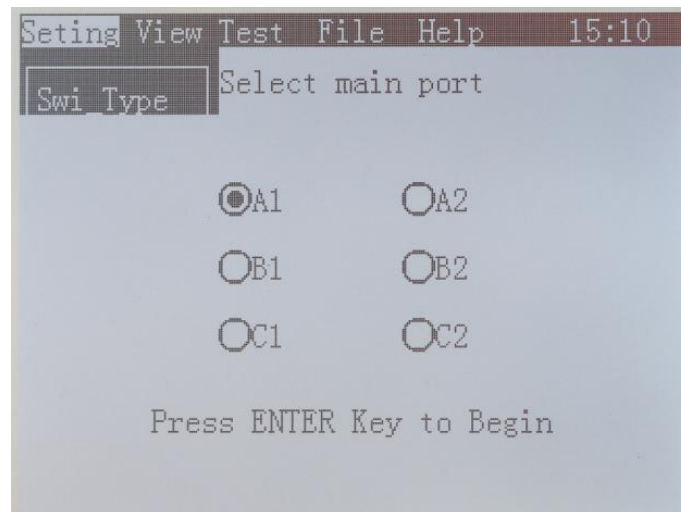 Seting View Test File Help 15:10
Swi_Type Select main port
A1 A2
B1 B2
C1 C2
Press ENTER Key to Begin